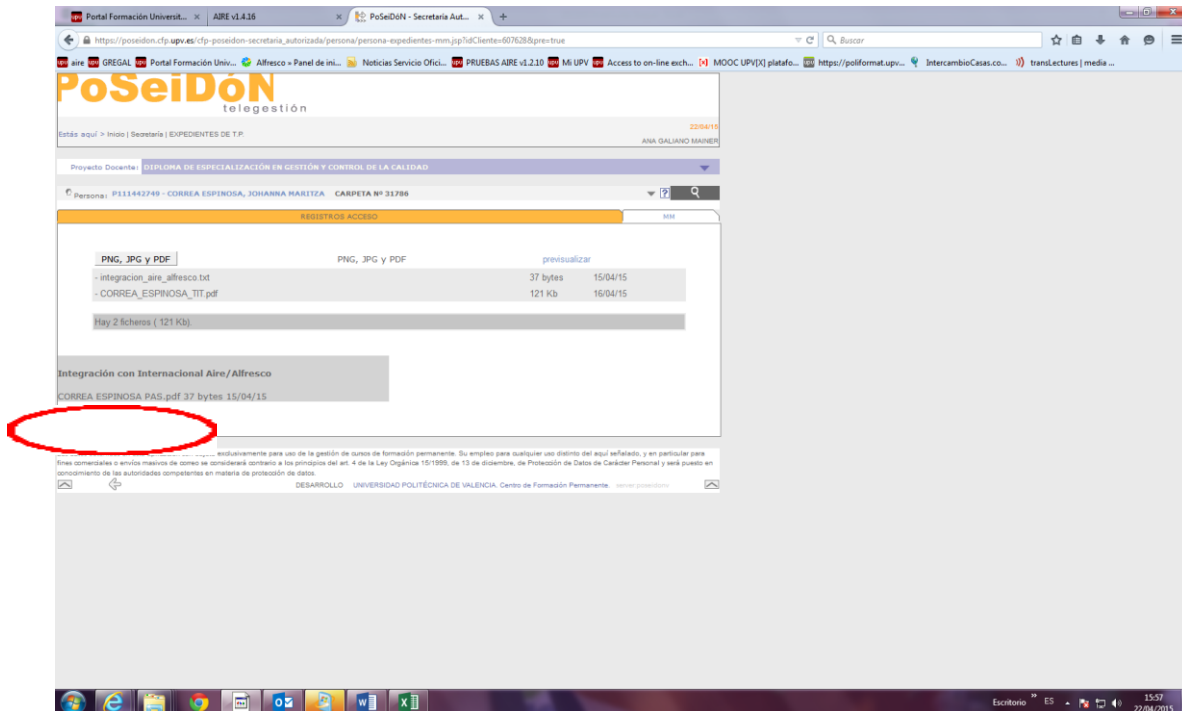 Portal Formación Universit... × AIRE v1.4.16 × PoSeiDóN - Secretaria Aut... × +
https://poseidon.cfp.upv.es/cfp-poseidon-secretaria_autorizada/persona/persona-expedientes-mm.jsp?idCliente=607628&pre=true Buscar
aire GREGAL Portal Formación Univ... Alfresco » Panel de ini... Noticias Servicio Ofici... PRUEBAS AIRE v1.2.10 Mi UPV Access to on-line exch... MOOC UPV[X] platafo... https://poliformat.upv... IntercambioCasas.co... transLectures | media ...
PoSeiDóN
telegestión
22/04/15
Estás aquí > Inicio | Secretaría | EXPEDIENTES DE T.P.
ANA GALIANO MAINER
Proyecto Docente: DIPLOMA DE ESPECIALIZACIÓN EN GESTIÓN Y CONTROL DE LA CALIDAD
Persona: P111442749 - CORREA ESPINOSA, JOHANNA MARITZA CARPETA Nº 31786 ?
REGISTROS ACCESO MM
PNG, JPG y PDF PNG, JPG y PDF previsualizar
- integracion_aire_alfresco.txt 37 bytes 15/04/15
- CORREA_ESPINOSA_TIT.pdf 121 Kb 16/04/15
Hay 2 ficheros ( 121 Kb).
Integración con Internacional Aire/Alfresco
CORREA ESPINOSA PAS.pdf 37 bytes 15/04/15
exclusivamente para uso de la gestión de cursos de formación permanente. Su empleo para cualquier uso distinto del aquí señalado, y en particular para
fines comerciales o envíos masivos de correo se considerará contrario a los principios del art. 4 de la Ley Orgánica 15/1999, de 13 de diciembre, de Protección de Datos de Carácter Personal y será puesto en
conocimiento de las autoridades competentes en materia de protección de datos.
DESARROLLO UNIVERSIDAD POLITÉCNICA DE VALENCIA. Centro de Formación Permanente.
Escritorio » ES 15:57
22/04/2015